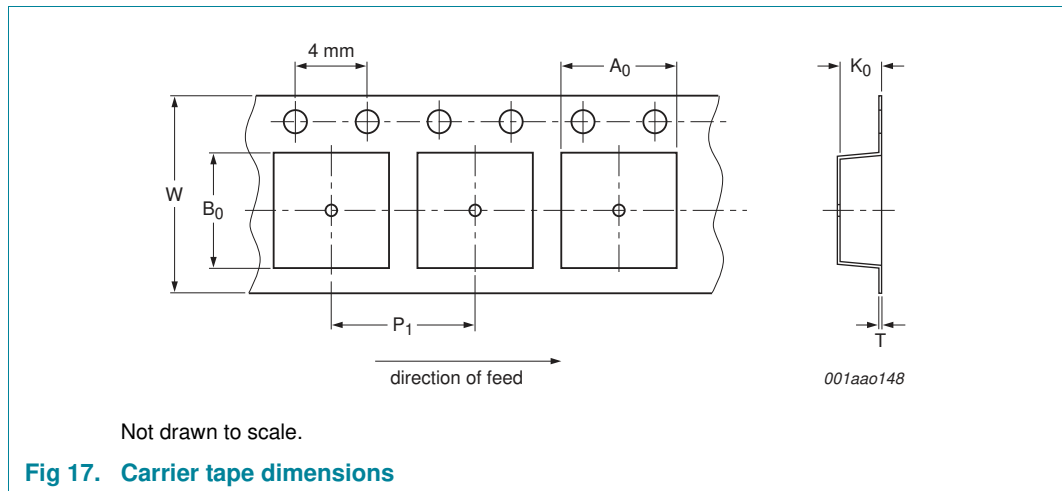 4 mm
A0
K0
W
B0
P1
T
direction of feed
001aao148
Not drawn to scale.
Fig 17. Carrier tape dimensions